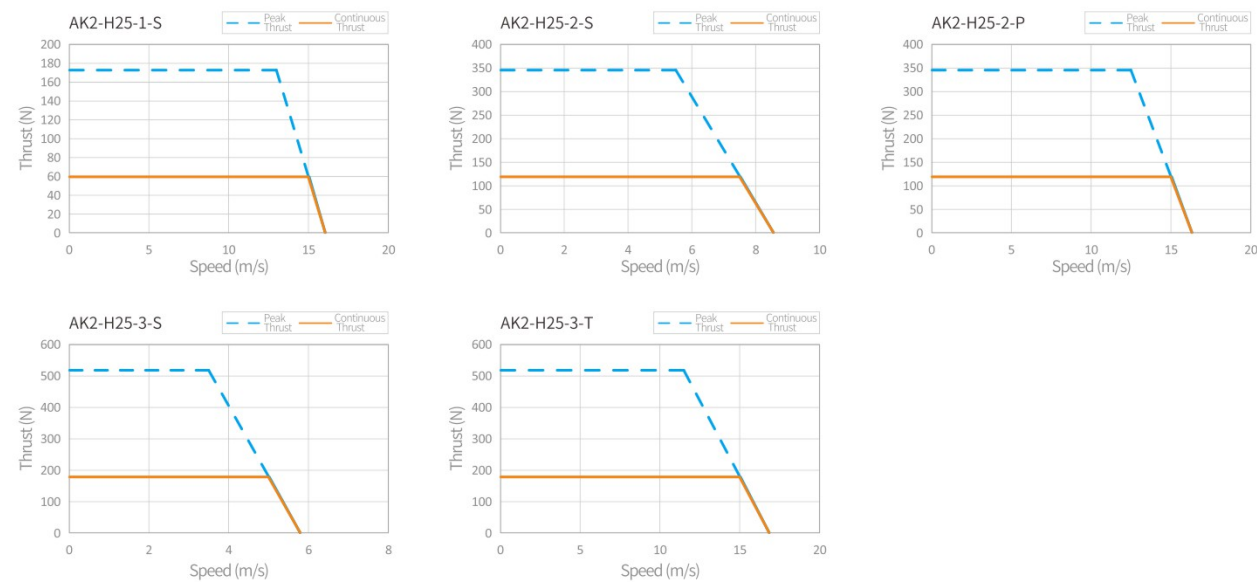 AK2-H25-1-S
Peak Thrust
Continuous Thrust
200
180
160
140
120
100
80
60
40
20
0
Thrust (N)
0 5 10 15 20
Speed (m/s)
AK2-H25-2-S
Peak Thrust
Continuous Thrust
400
350
300
250
200
150
100
50
0
Thrust (N)
0 2 4 6 8 10
Speed (m/s)
AK2-H25-2-P
Peak Thrust
Continuous Thrust
400
350
300
250
200
150
100
50
0
Thrust (N)
0 5 10 15 20
Speed (m/s)
AK2-H25-3-S
Peak Thrust
Continuous Thrust
600
500
400
300
200
100
0
Thrust (N)
0 2 4 6 8
Speed (m/s)
AK2-H25-3-T
Peak Thrust
Continuous Thrust
600
500
400
300
200
100
0
Thrust (N)
0 5 10 15 20
Speed (m/s)